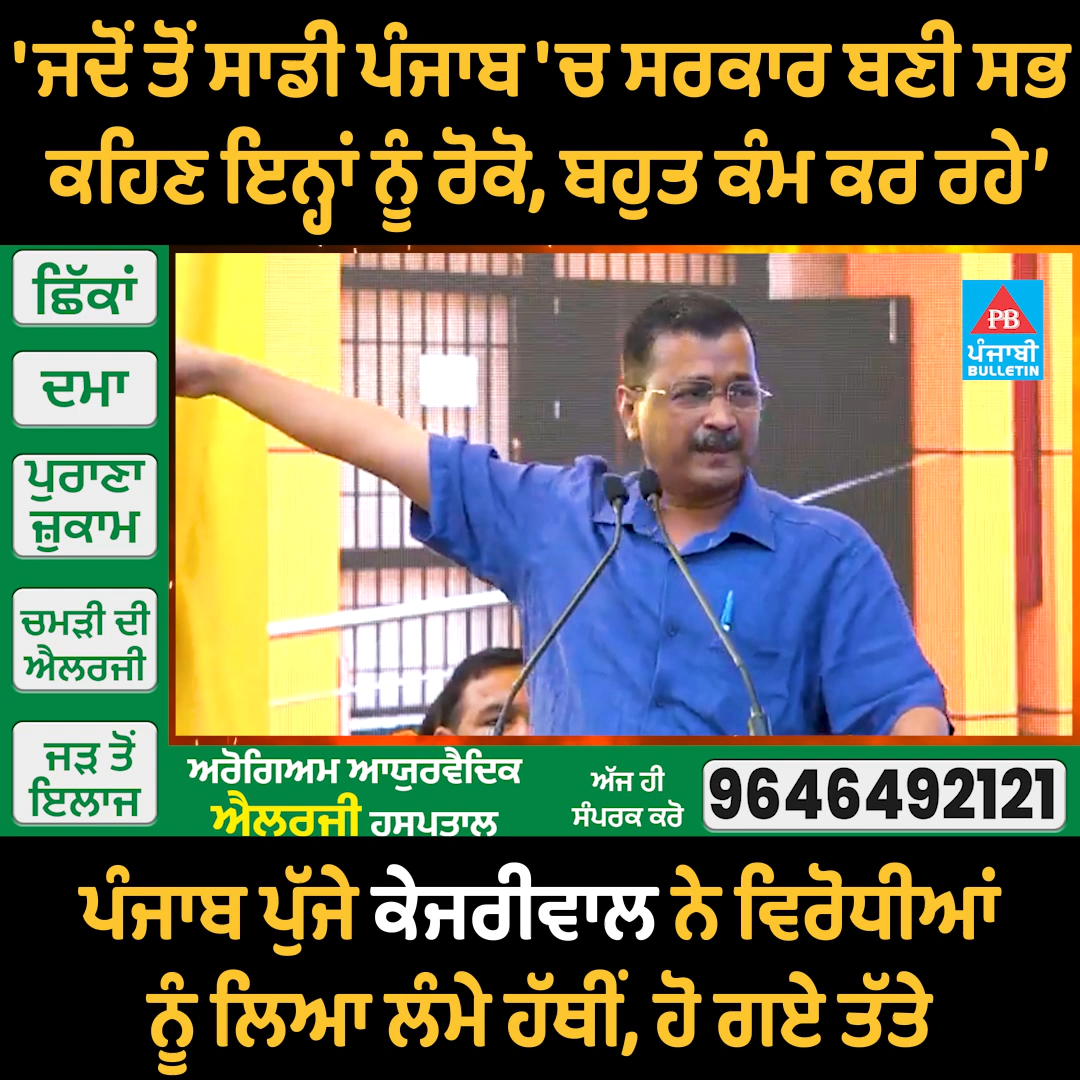 'ਜਦੋਂ ਤੋਂ ਸਾਡੀ ਪੰਜਾਬ 'ਚ ਸਰਕਾਰ ਬਣੀ ਸਭ
ਕਹਿਣ ਇਨ੍ਹਾਂ ਨੂੰ ਰੋਕੋ, ਬਹੁਤ ਕੰਮ ਕਰ ਰਹੇ’
ਛਿੱਕਾਂ
ਦਮਾ
ਪੁਰਾਣਾ
ਜ਼ੁਕਾਮ
ਚਮੜੀ ਦੀ
ਐਲਰਜੀ
ਜੜ ਤੋਂ
ਇਲਾਜ
PB
ਪੰਜਾਬੀ
BULLETIN
ਅਰੋਗਿਅਮ ਆਯੁਰਵੈਦਿਕ
ਐਲਰਜੀ ਹਸਪਤਾਲ
ਅੱਜ ਹੀ
ਸੰਪਰਕ ਕਰੋ
9646492121
ਪੰਜਾਬ ਪੁੱਜੇ ਕੇਜਰੀਵਾਲ ਨੇ ਵਿਰੋਧੀਆਂ
ਨੂੰ ਲਿਆ ਲੰਮੇ ਹੱਥੀਂ, ਹੋ ਗਏ ਤੱਤੇ